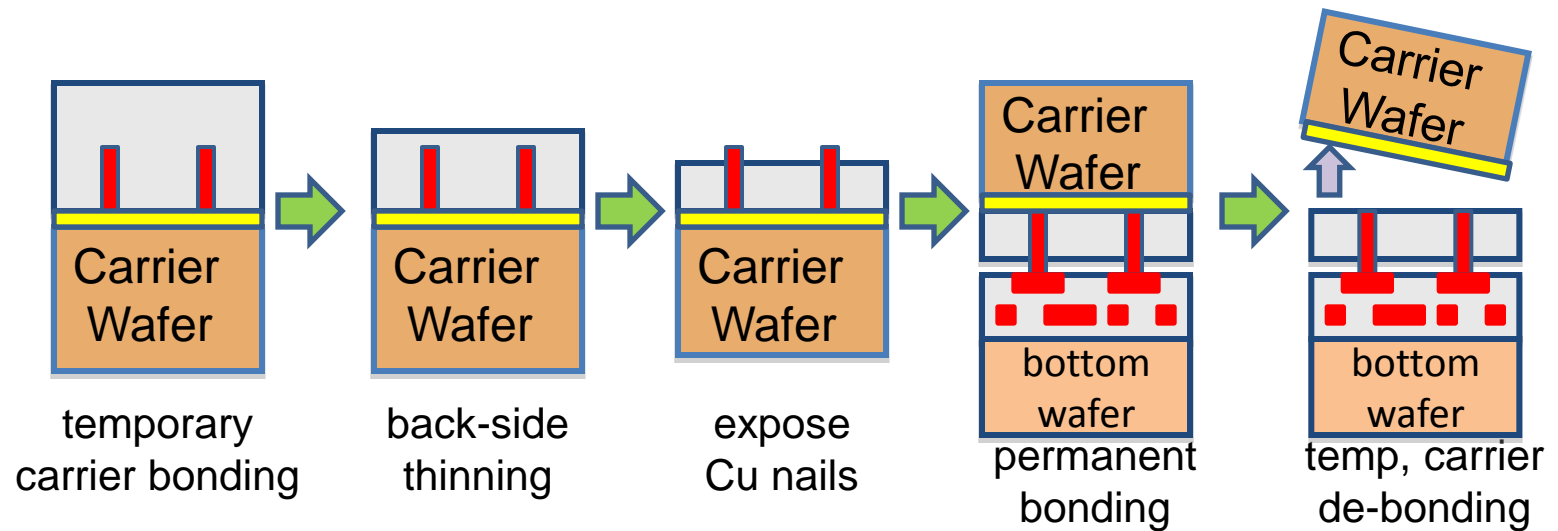 Carrier
Wafer
temporary
carrier bonding
Carrier
Wafer
back-side
thinning
Carrier
Wafer
expose
Cu nails
Carrier
Wafer
bottom
wafer
permanent
bonding
Carrier
Wafer
bottom
wafer
temp, carrier
de-bonding